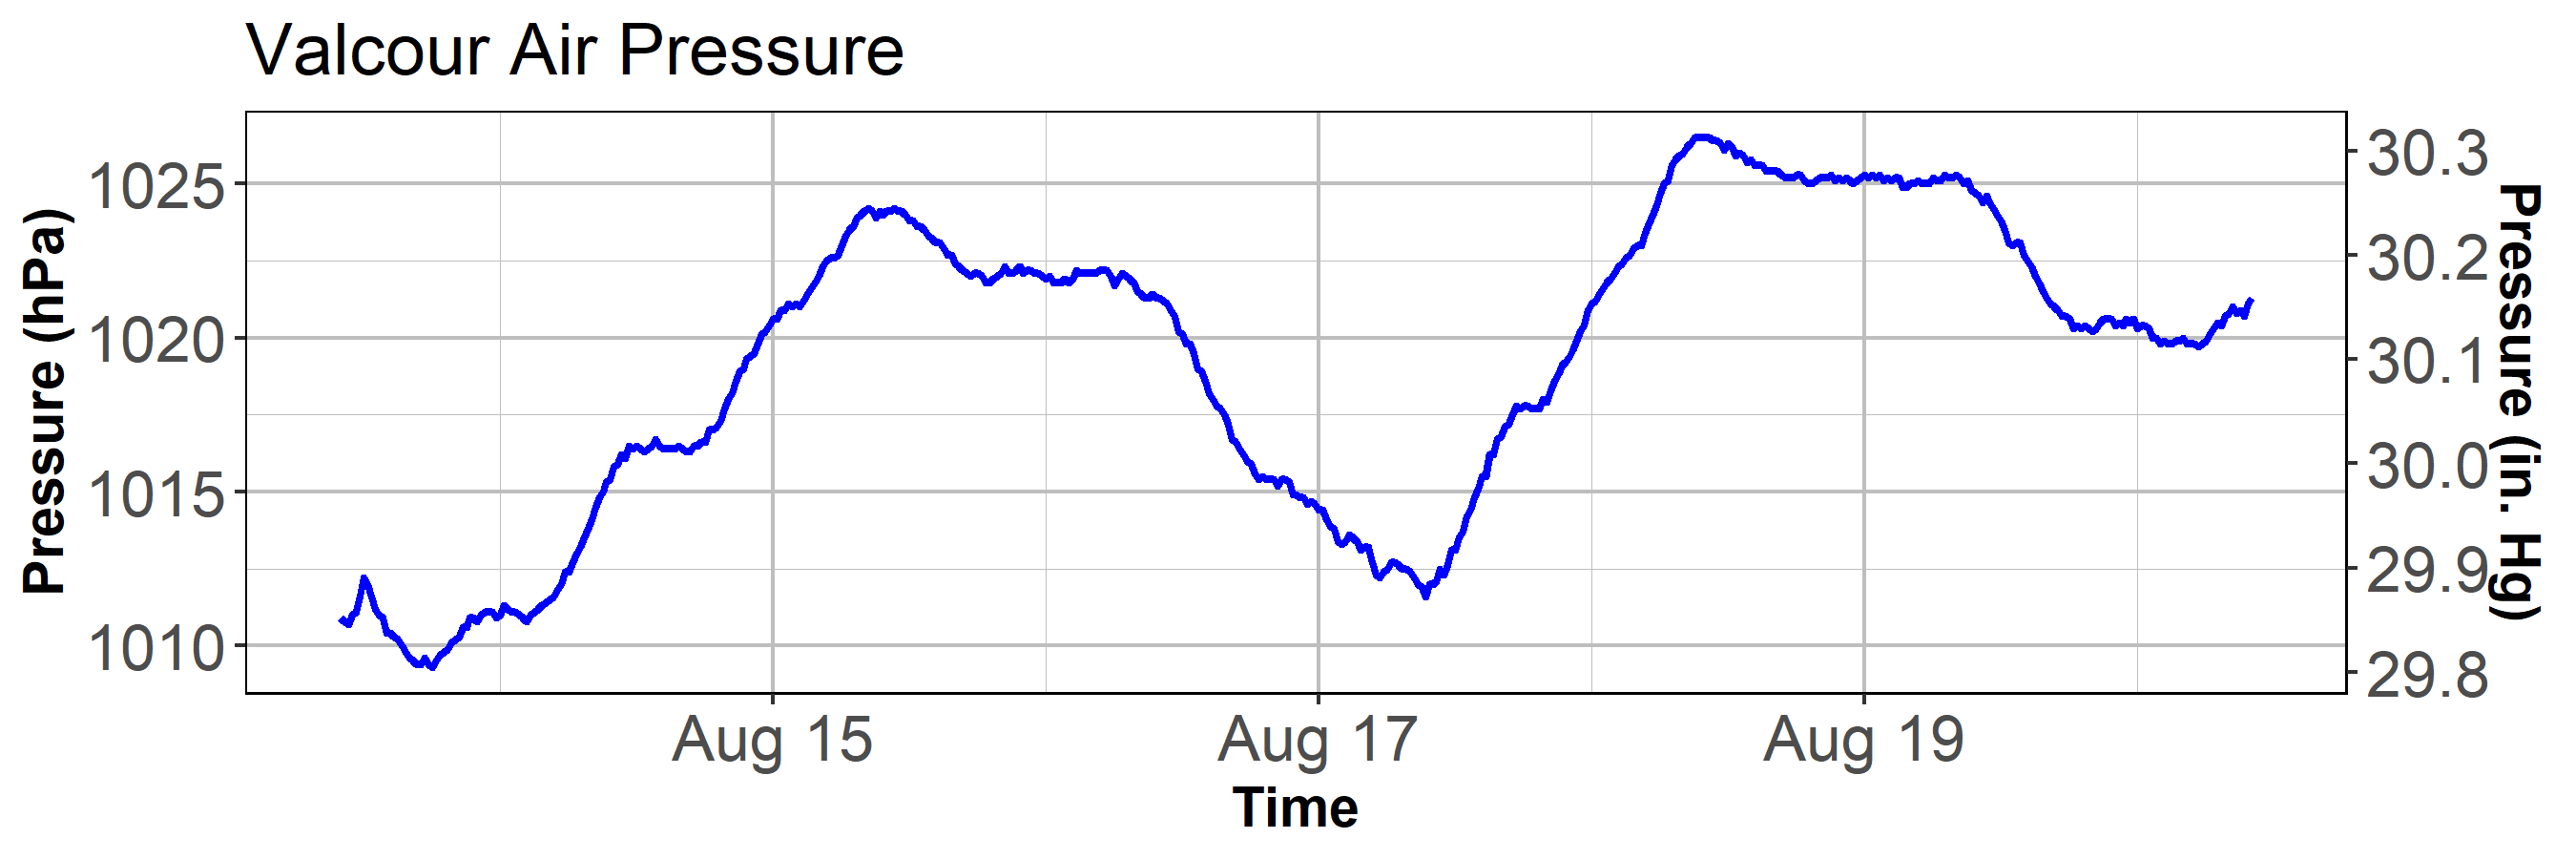 Valcour Air Pressure
1025
1020
1015
1010
Pressure (hPa)
30.3
30.2
30.1
30.0
29.9
29.8
Pressure (in. Hg)
Aug 15
Aug 17
Aug 19
Time